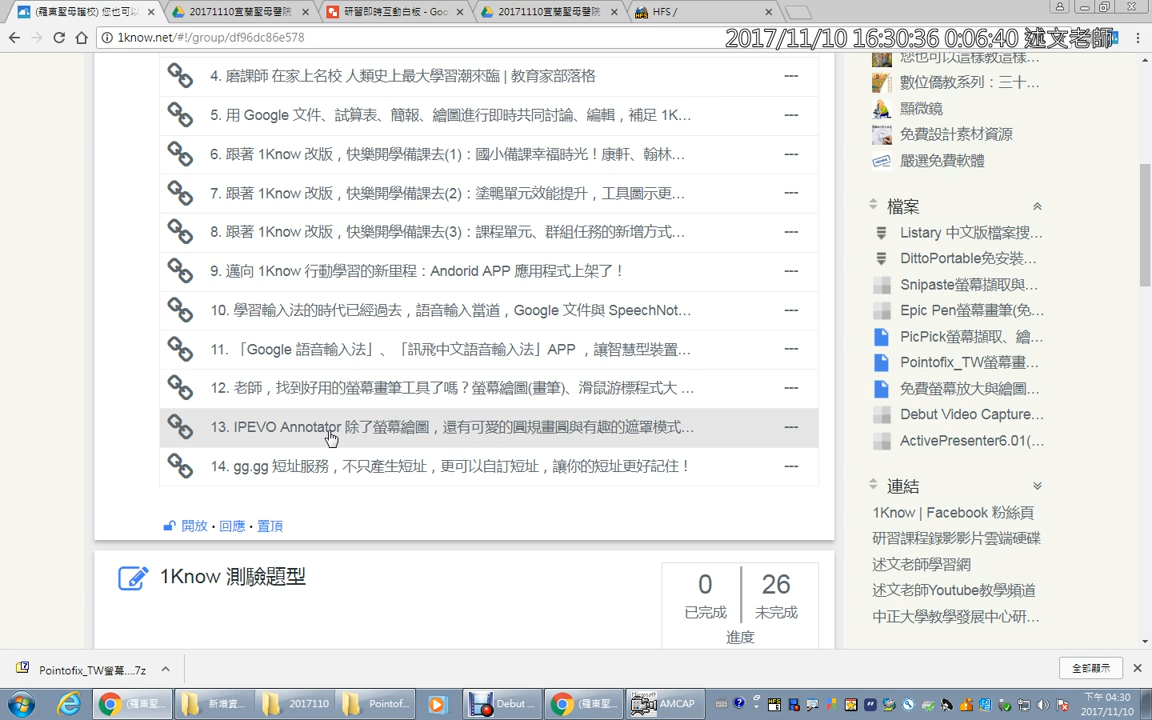 (羅東聖母護校) 您也可以
20171110宜蘭聖母醫院
研習即時互動白板 - Goo
20171110宜蘭聖母醫院
HFS /
1know.net/#!/group/df96dc86e578
2017/11/10 16:30:36 0:06:40 述文老師
4. 磨課師 在家上名校 人類史上最大學習潮來臨 | 教育家部落格
---
5. 用 Google 文件、試算表、簡報、繪圖進行即時共同討論、編輯，補足 1K...
---
6. 跟著 1Know 改版，快樂開學備課去(1)：國小備課幸福時光！康軒、翰林...
---
7. 跟著 1Know 改版，快樂開學備課去(2)：塗鴨單元效能提升，工具圖示更...
---
8. 跟著 1Know 改版，快樂開學備課去(3)：課程單元、群組任務的新增方式...
---
9. 邁向 1Know 行動學習的新里程：Andorid APP 應用程式上架了！
---
10. 學習輸入法的時代已經過去，語音輸入當道，Google 文件與 SpeechNot...
---
11. 「Google 語音輸入法」、「訊飛中文語音輸入法」APP ，讓智慧型裝置...
---
12. 老師，找到好用的螢幕畫筆工具了嗎？螢幕繪圖(畫筆)、滑鼠游標程式大 ...
---
13. IPEVO Annotator 除了螢幕繪圖，還有可愛的圓規畫圓與有趣的遮罩模式...
---
14. gg.gg 短址服務，不只產生短址，更可以自訂短址，讓你的短址更好記住！
---
開放 · 回應 · 置頂
1Know 測驗題型
0
26
已完成
未完成
進度
您也可以這樣教這樣...
數位僑教系列：三十...
顯微鏡
免費設計素材資源
嚴選免費軟體
檔案
Listary 中文版檔案搜...
DittoPortable免安裝...
Snipaste螢幕擷取與...
Epic Pen螢幕畫筆(免...
PicPick螢幕擷取、繪...
Pointofix_TW螢幕畫...
免費螢幕放大與繪圖...
Debut Video Capture...
ActivePresenter6.01(...
連結
1Know | Facebook 粉絲頁
研習課程錄影影片雲端硬碟
述文老師學習網
述文老師Youtube教學頻道
中正大學教學發展中心研...
Pointofix_TW螢幕....7z
全部顯示
(羅東聖...
新增資...
2017110
Pointof...
Debut ...
(羅東聖...
AMCAP
下午 04:30
2017/11/10